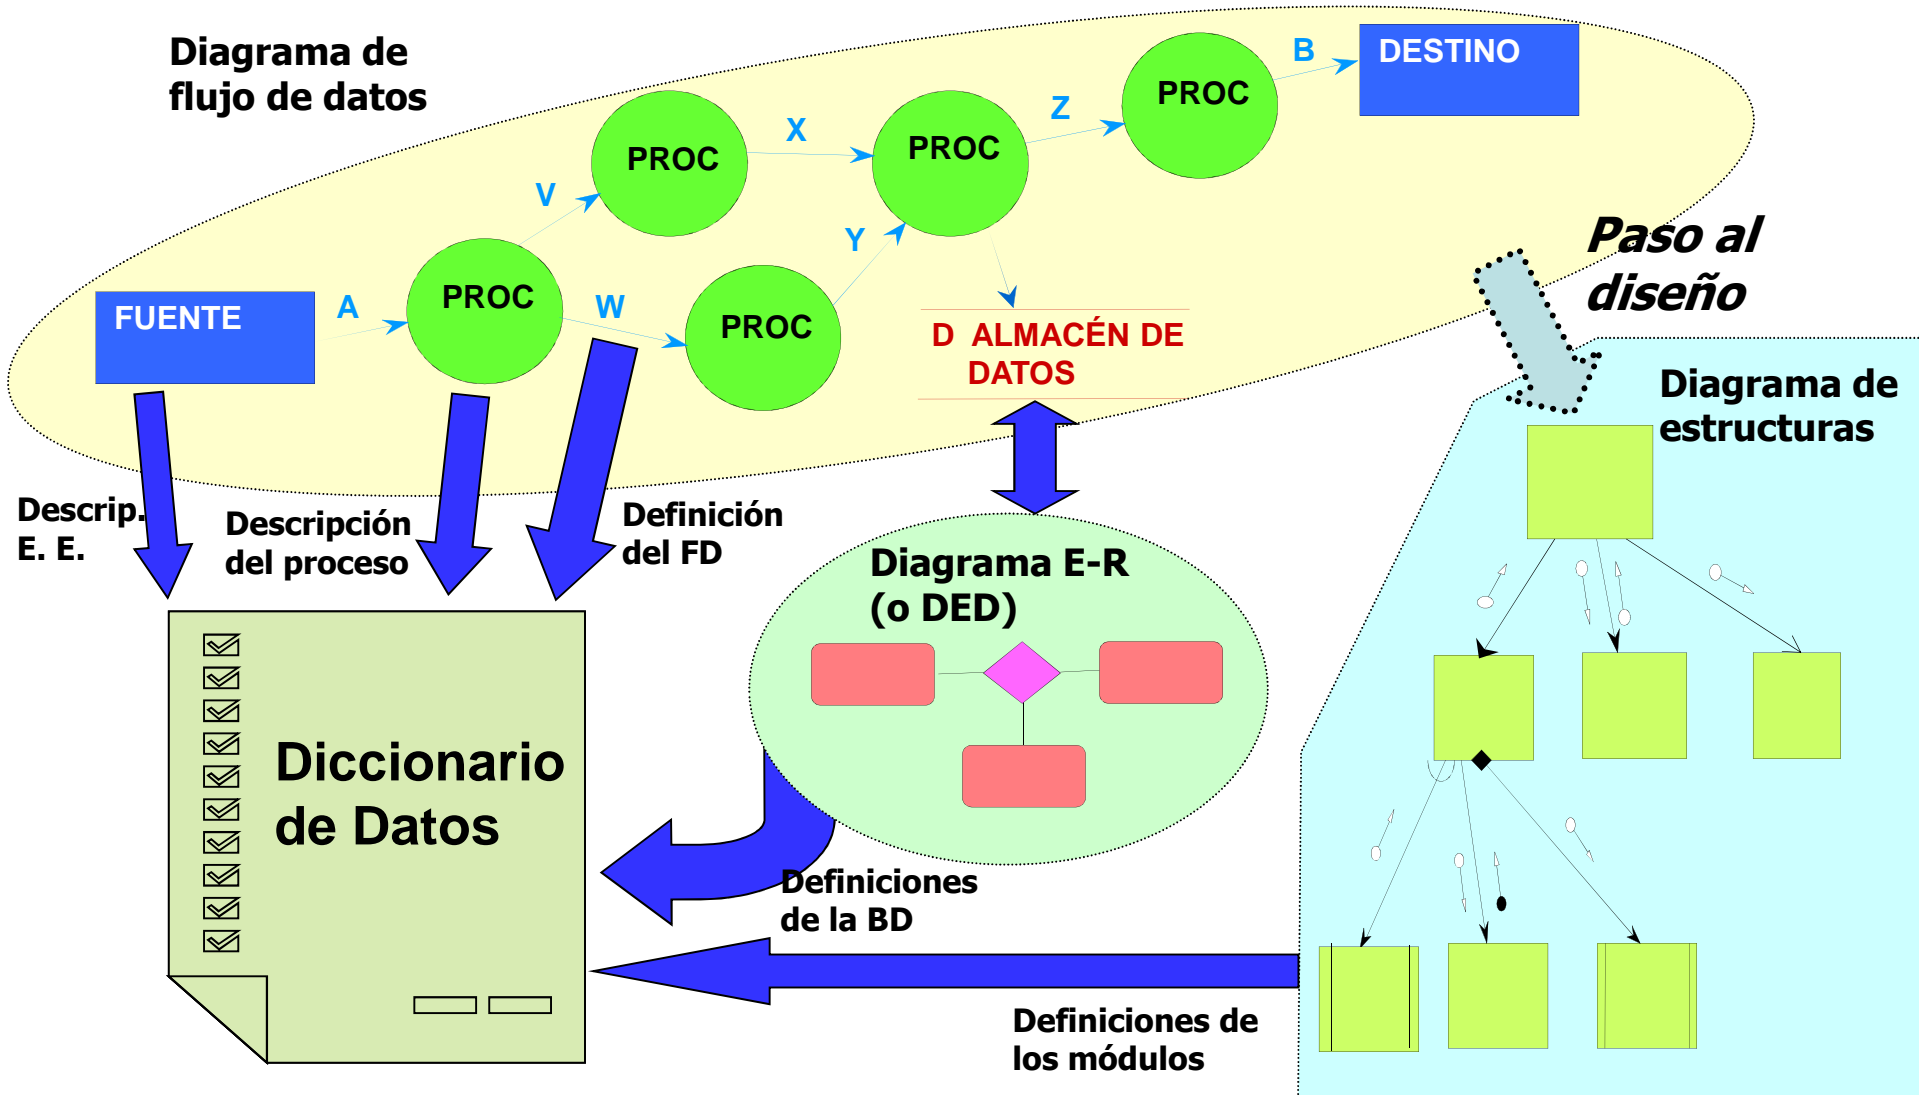 Diagrama de
flujo de datos
B
DESTINO
PROC
Z
X
PROC
PROC
V
Y
Paso al
diseño
PROC
A
W
FUENTE
PROC
D ALMACÉN DE
DATOS
Diagrama de
estructuras
Descrip.
E. E.
Descripción
del proceso
Definición
del FD
Diagrama E-R
(o DED)
Diccionario
de Datos
Definiciones
de la BD
Definiciones de
los módulos